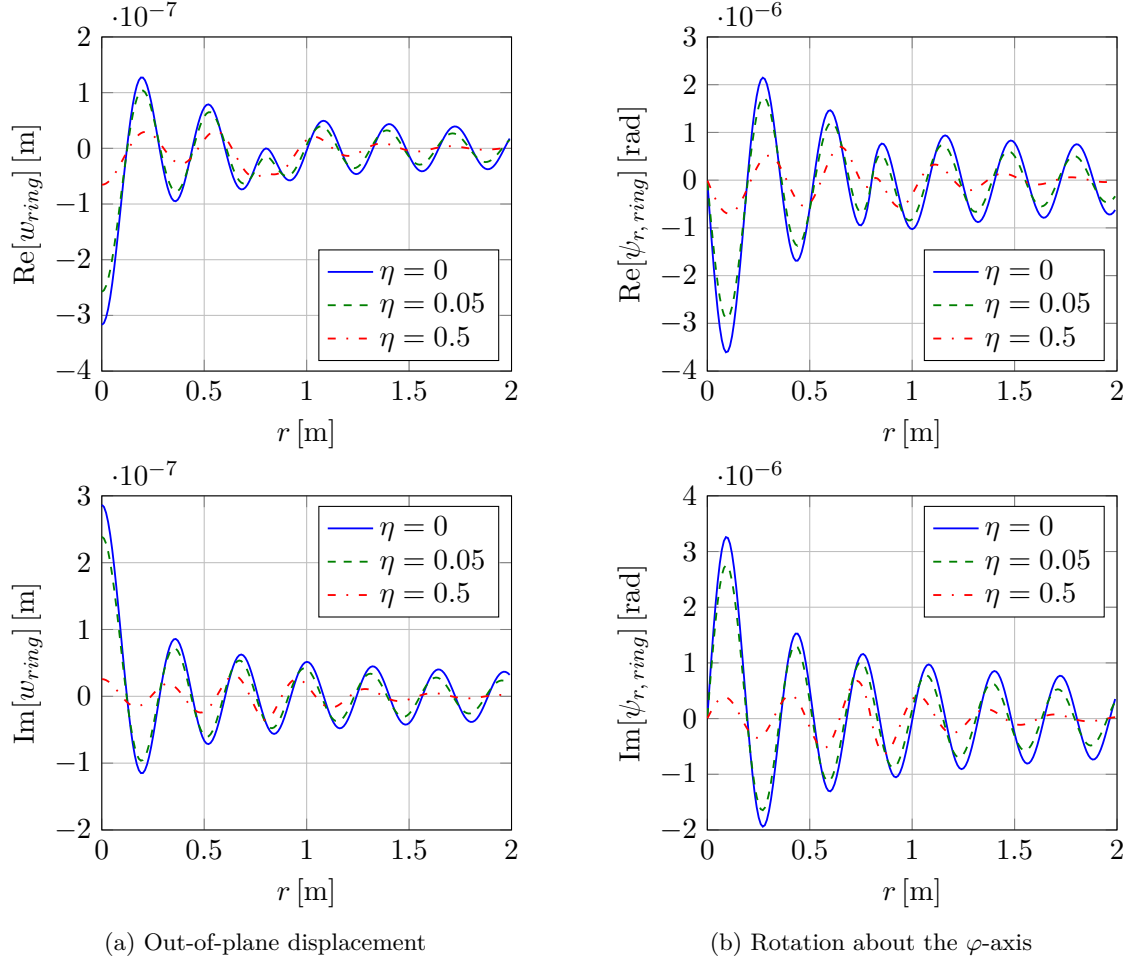 ·10⁻⁷
1
0
−1
−2
−3
−4
2
Re[w_ring] [m]
η = 0
η = 0.05
η = 0.5
0 0.5 1 1.5 2
r [m]
·10⁻⁶
3
2
1
0
−1
−2
−3
−4
Re[ψ_r,ring] [rad]
η = 0
η = 0.05
η = 0.5
0 0.5 1 1.5 2
r [m]
·10⁻⁷
3
2
1
0
−1
−2
Im[w_ring] [m]
η = 0
η = 0.05
η = 0.5
0 0.5 1 1.5 2
r [m]
(a) Out-of-plane displacement
·10⁻⁶
4
2
0
−1
−2
Im[ψ_r,ring] [rad]
η = 0
η = 0.05
η = 0.5
0 0.5 1 1.5 2
r [m]
(b) Rotation about the φ-axis